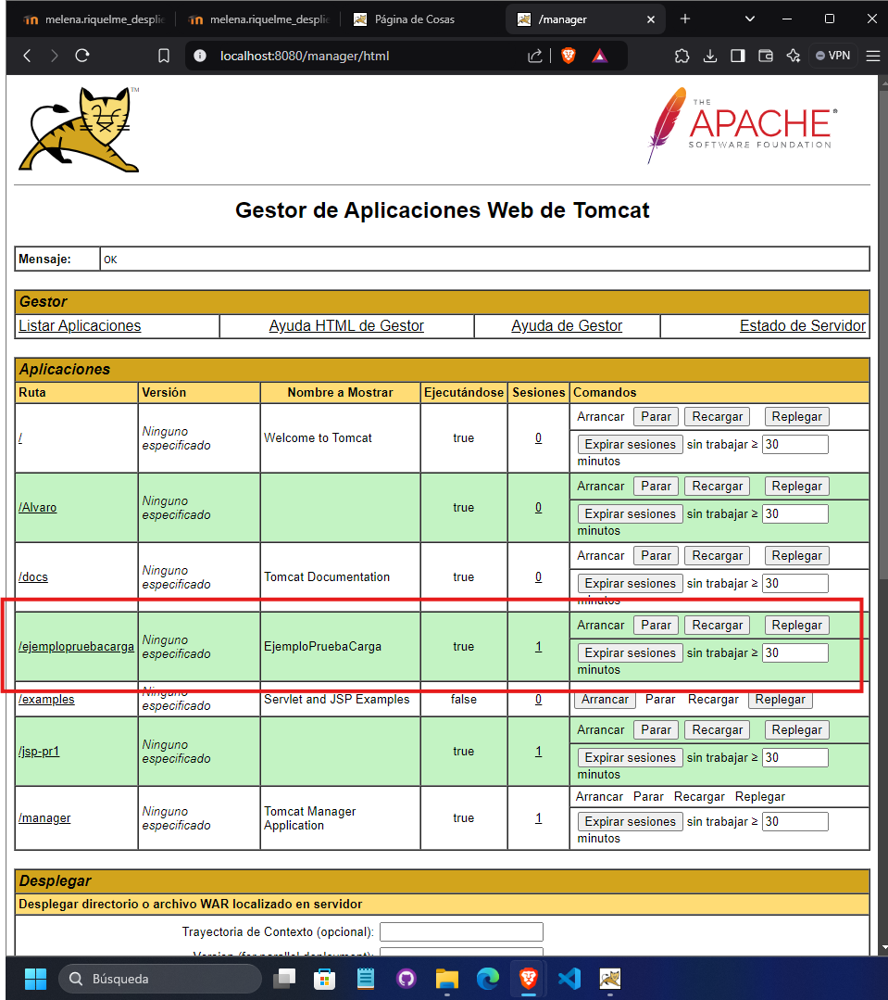 melena.riquelme_desplie
melena.riquelme_desplie
Página de Cosas
/manager
localhost:8080/manager/html
VPN
TM
THE
APACHE®
SOFTWARE FOUNDATION
Gestor de Aplicaciones Web de Tomcat
Mensaje: OK
Gestor
Listar Aplicaciones Ayuda HTML de Gestor Ayuda de Gestor Estado de Servidor
Aplicaciones
Ruta Versión Nombre a Mostrar Ejecutándose Sesiones Comandos
/ Ninguno especificado Welcome to Tomcat true 0 Arrancar Parar Recargar Replegar
Expirar sesiones sin trabajar ≥ 30
minutos
/Alvaro Ninguno especificado true 0 Arrancar Parar Recargar Replegar
Expirar sesiones sin trabajar ≥ 30
minutos
/docs Ninguno especificado Tomcat Documentation true 0 Arrancar Parar Recargar Replegar
Expirar sesiones sin trabajar ≥ 30
minutos
/ejemplopruebacarga Ninguno especificado EjemploPruebaCarga true 1 Arrancar Parar Recargar Replegar
Expirar sesiones sin trabajar ≥ 30
minutos
/examples Ninguno especificado Servlet and JSP Examples false 0 Arrancar Parar Recargar Replegar
/jsp-pr1 Ninguno especificado true 1 Arrancar Parar Recargar Replegar
Expirar sesiones sin trabajar ≥ 30
minutos
/manager Ninguno especificado Tomcat Manager Application true 1 Arrancar Parar Recargar Replegar
Expirar sesiones sin trabajar ≥ 30
minutos
Desplegar
Desplegar directorio o archivo WAR localizado en servidor
Trayectoria de Contexto (opcional):
Version (for parallel deployment):
Búsqueda